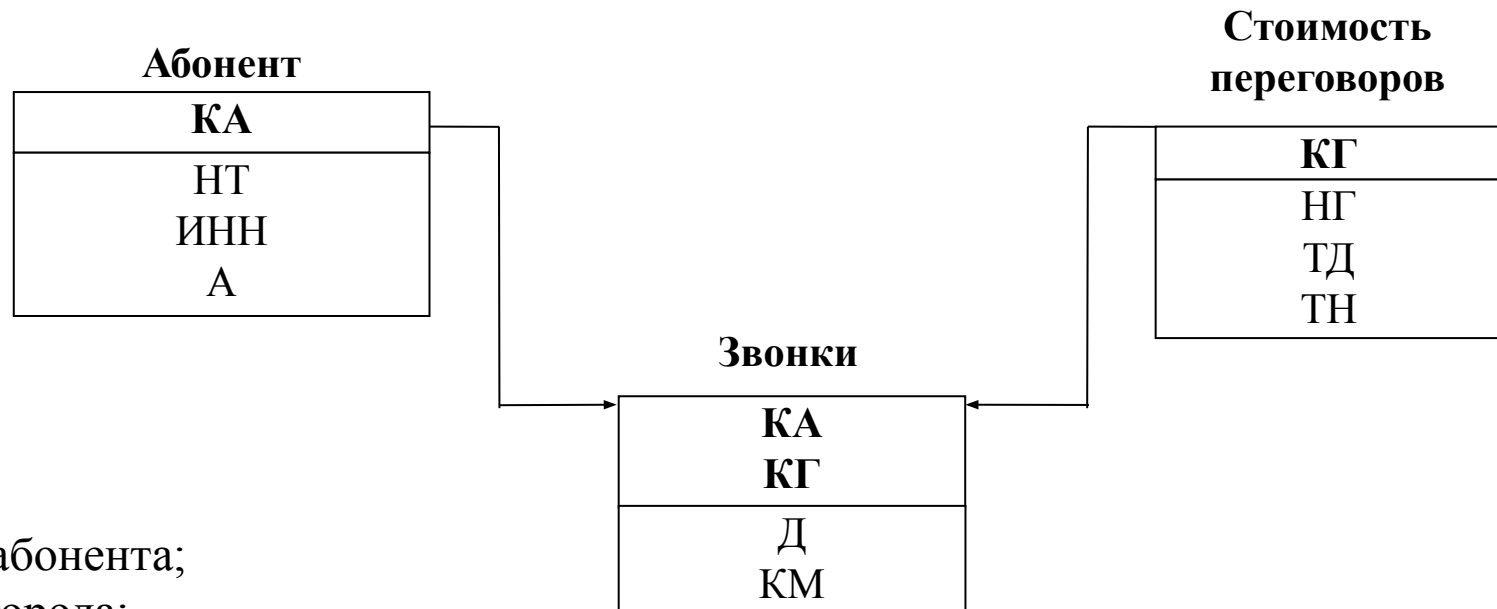 Абонент
КА
НТ
ИНН
А
Стоимость
переговоров
КГ
НГ
ТД
ТН
Звонки
КА
КГ
Д
КМ
абонента;